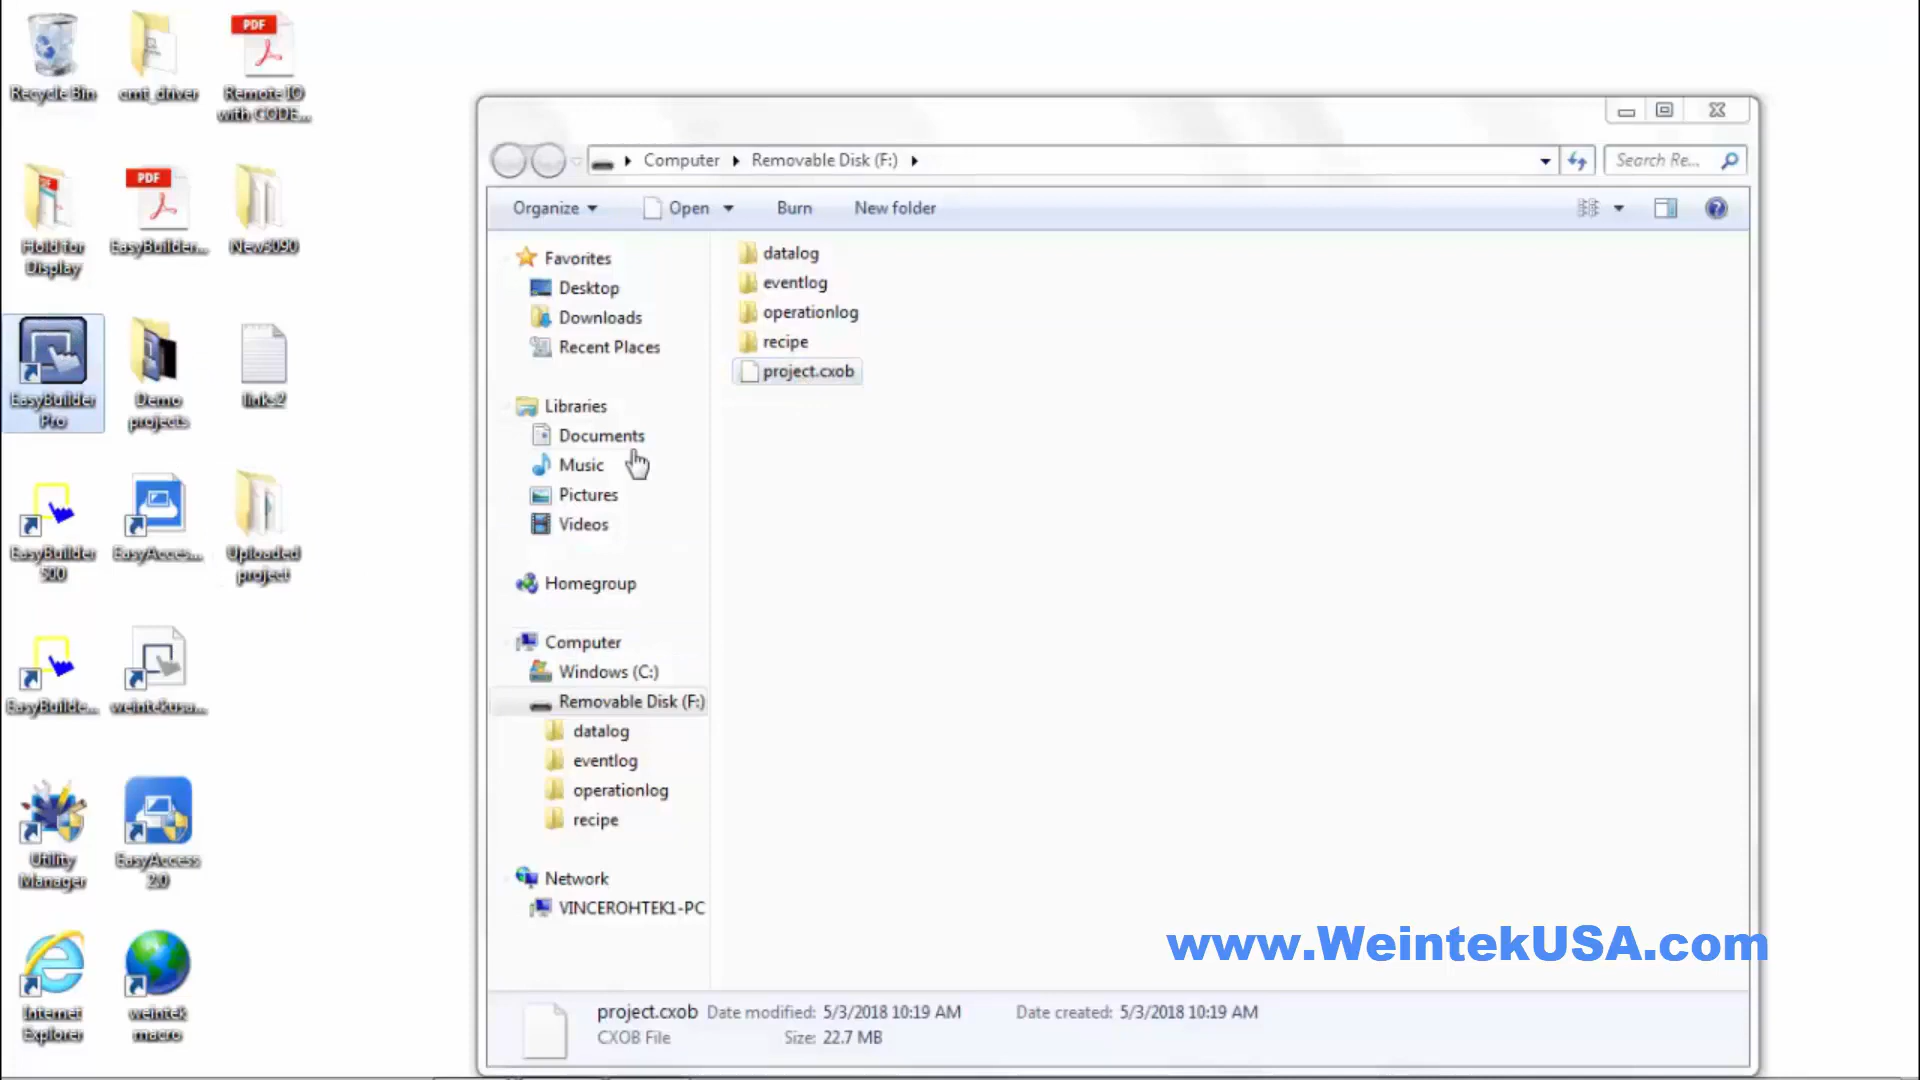 Recycle Bin
cmt_driver
PDF
Remote IO
with CODE...
Hold for
Display
PDF
EasyBuilder...
New3090
EasyBuilder
Pro
Demo
projects
links2
EasyBuilder
500
EasyAcces...
Uploaded
project
EasyBuilde...
weintekusa...
Utility
Manager
EasyAccess
2.0
Internet
Explorer
weintek
macro
Computer
Removable Disk (F:)
Search Re...
Organize
Open
Burn
New folder
Favorites
Desktop
Downloads
Recent Places
Libraries
Documents
Music
Pictures
Videos
Homegroup
Computer
Windows (C:)
Removable Disk (F:)
datalog
eventlog
operationlog
recipe
Network
VINCEROHTEK1-PC
datalog
eventlog
operationlog
recipe
project.cxob
www.WeintekUSA.com
project.cxob Date modified: 5/3/2018 10:19 AM Date created: 5/3/2018 10:19 AM
CXOB File Size: 22.7 MB